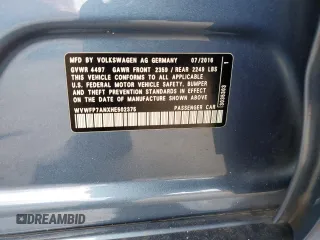 MFD. BY VOLKSWAGEN AG GERMANY 07/2016
GVWR 4497 GAWR FRONT 2359 / REAR 2249 LBS
THIS VEHICLE CONFORMS TO ALL APPLICABLE
U.S. FEDERAL MOTOR VEHICLE SAFETY BUMPER
AND THEFT PREVENTION STANDARDS IN EFFECT
ON THE DATE OF MANUFACTURE SHOWN ABOVE
WVWFP7ANXHE502376 PASSENGER CAR
1
DREAMBID